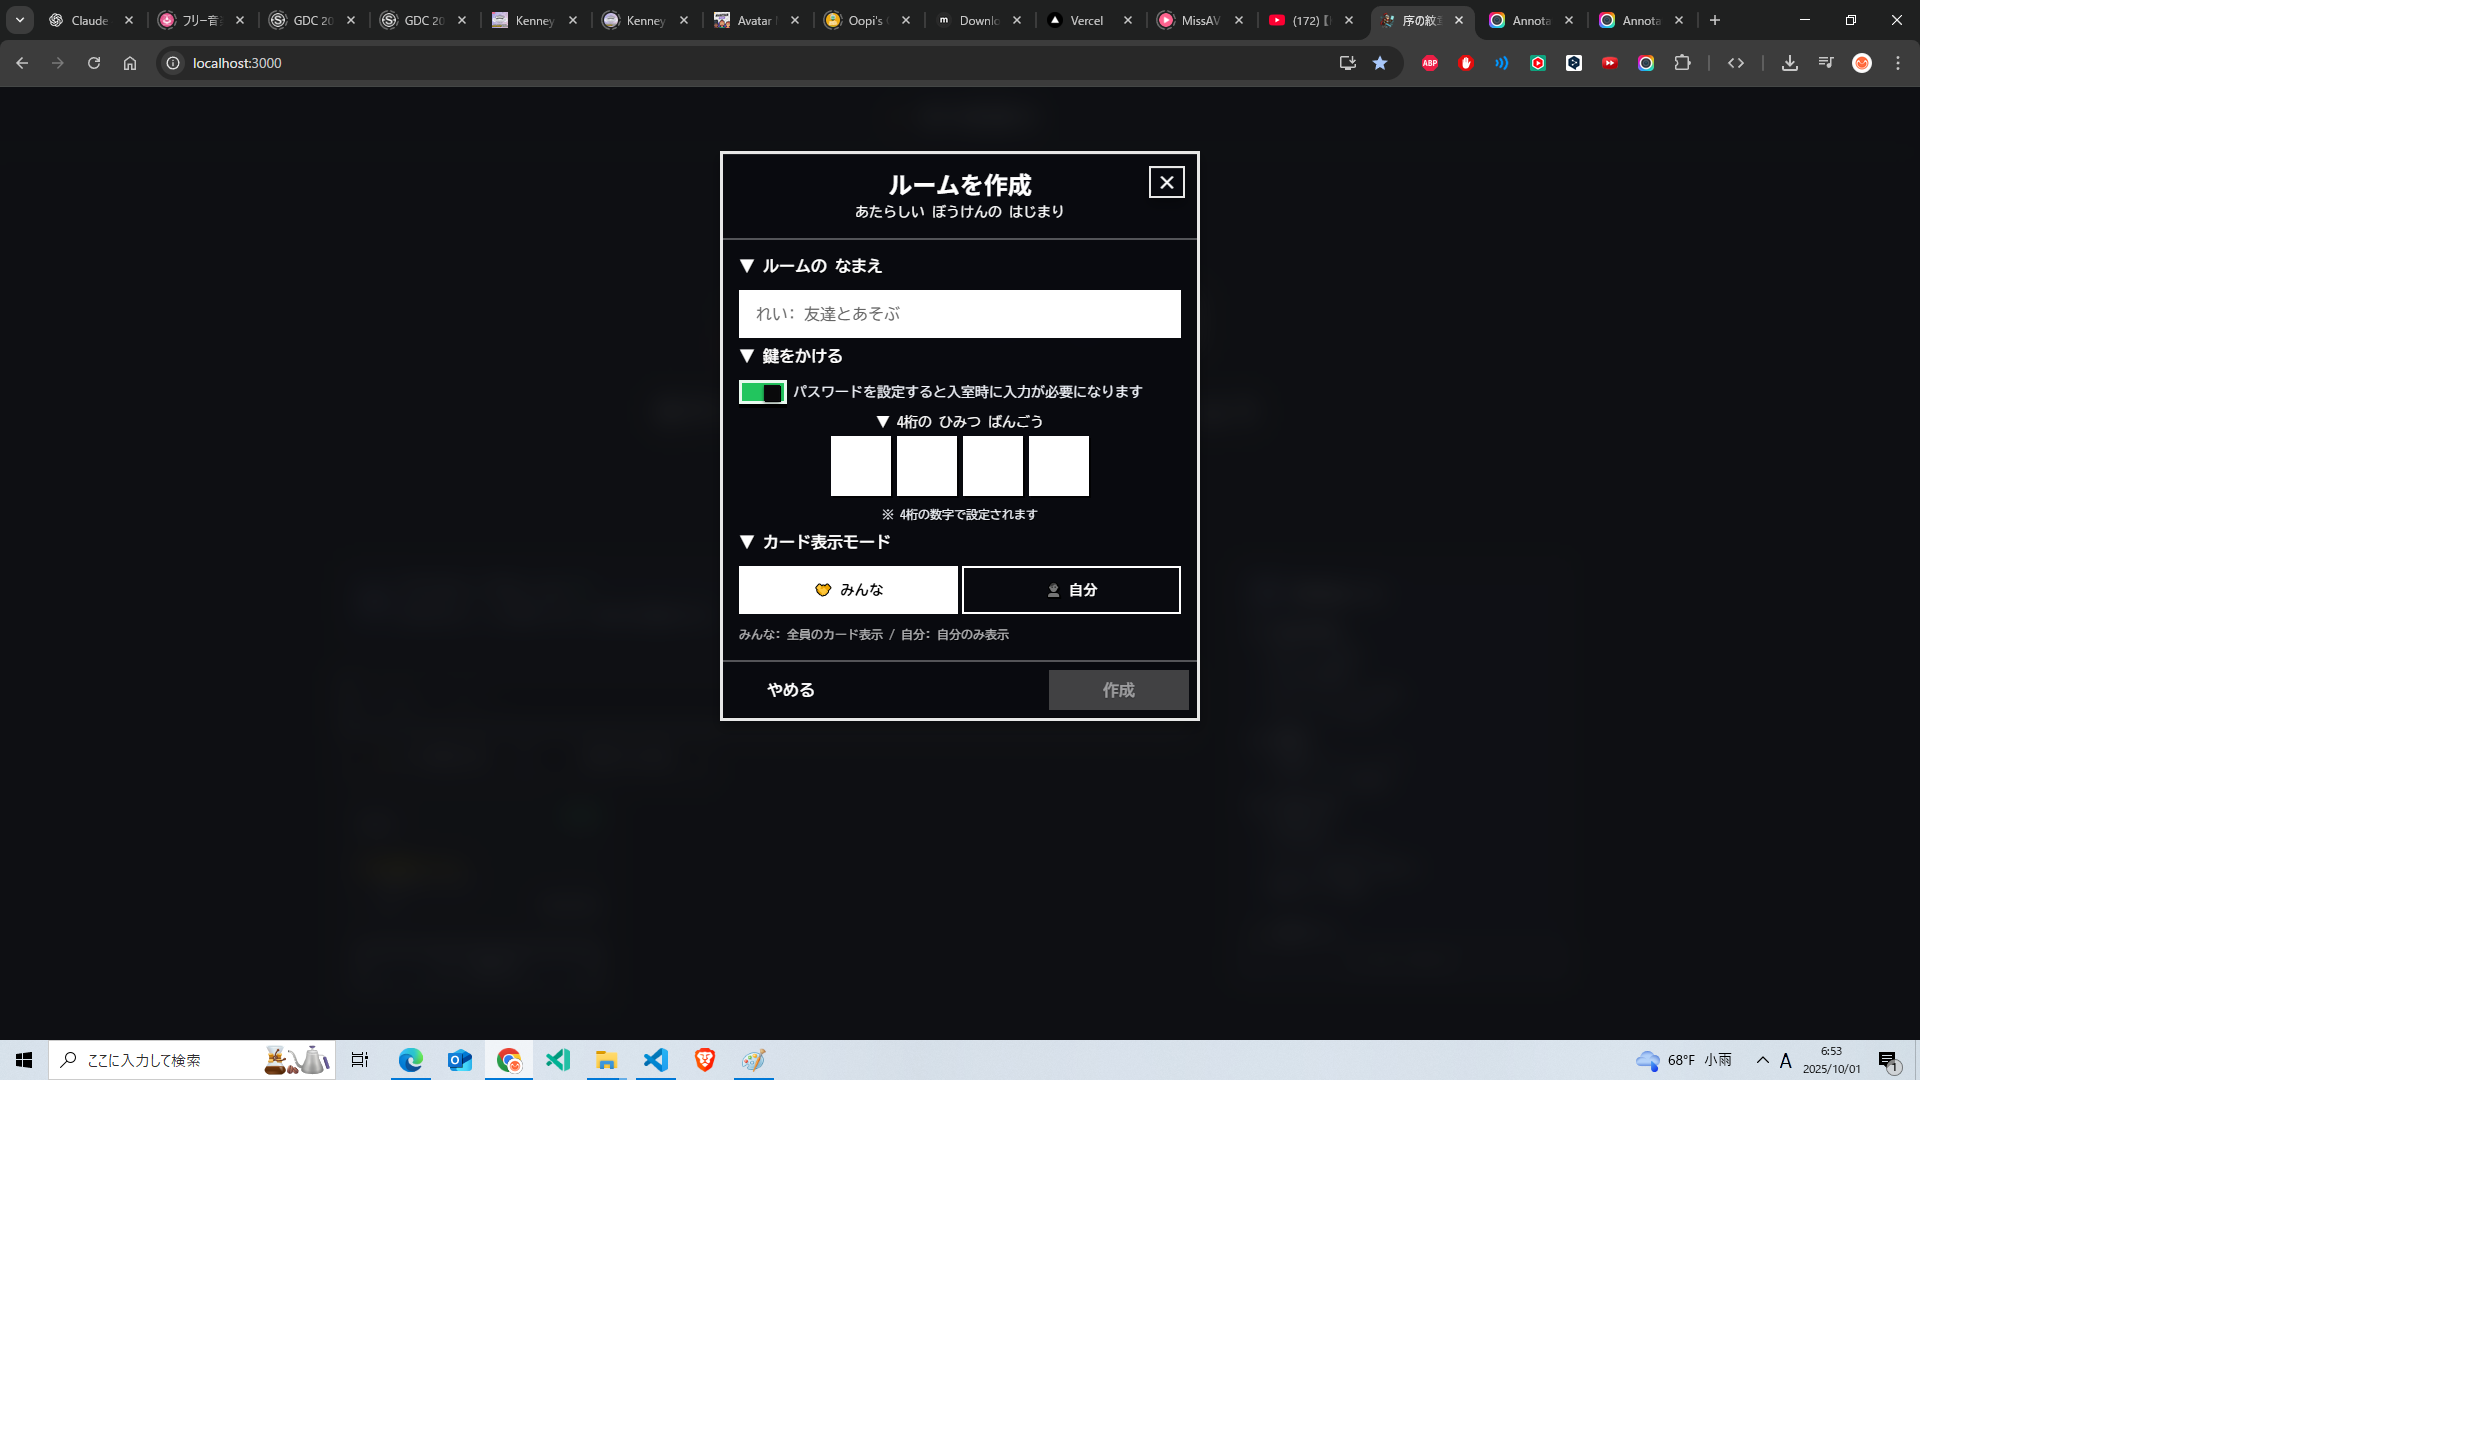 Claude
フリー音
GDC 20
GDC 20
Kenney
Kenney
Avatar
Oopi's
Downlo
Vercel
MissAV
(172)
序の紋章
Annota
Annota
localhost:3000
ABP
ルームを作成
あたらしい ぼうけんの はじまり
▼ ルームの なまえ
れい: 友達とあそぶ
▼ 鍵をかける
パスワードを設定すると入室時に入力が必要になります
▼ 4桁の ひみつ ばんごう
※ 4桁の数字で設定されます
▼ カード表示モード
みんな
自分
みんな: 全員のカード表示 / 自分: 自分のみ表示
やめる
作成
ここに入力して検索
68°F 小雨
A
6:53
2025/10/01
1